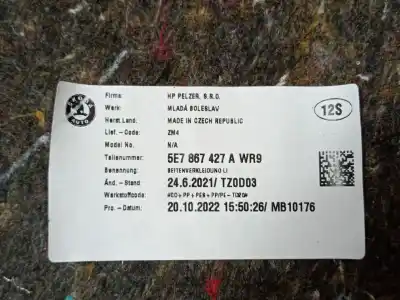 Firma: HP PELZER, S.R.O.
Werk: MLADÁ BOLESLAV
Herst.Land: MADE IN CZECH REPUBLIC
12S
Lief.- Code: ZM4
Model No. N/A
Teilenummer: 5E7 867 427 A WR9
Benennung: SEITENVERKLEIDUNG LI
Änd. - Stand: 24.6.2021/ TZ0D03
Werkstoffcode:
Pro.- Datum: 20.10.2022 15:50:26/ MB10176